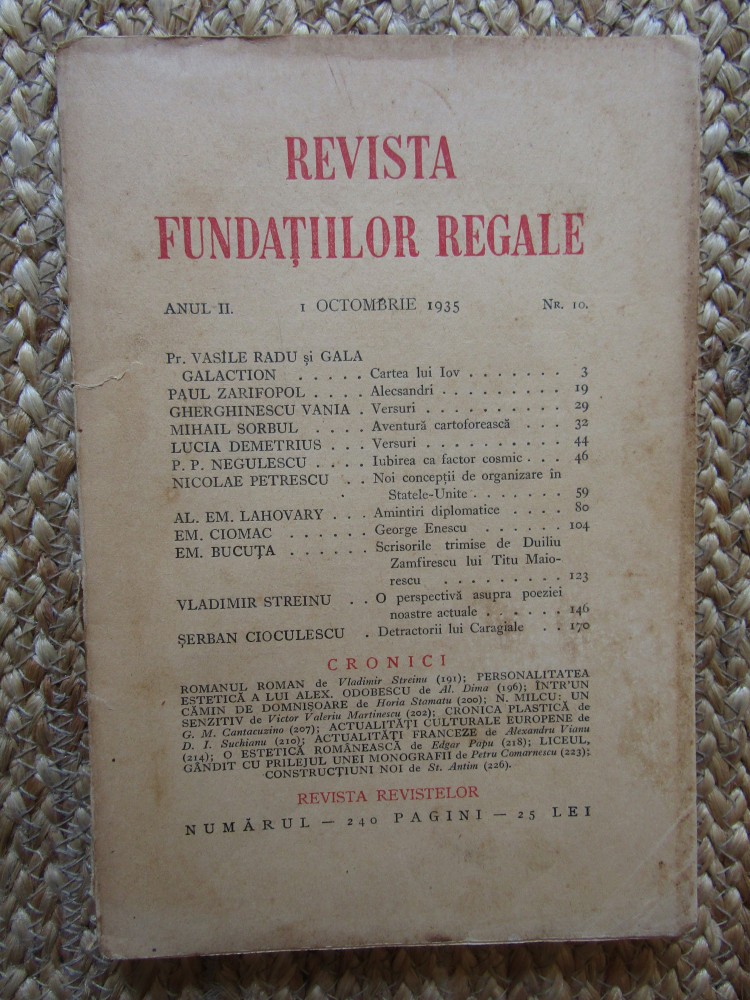 REVISTA
FUNDAȚIILOR REGALE
ANUL II. 1 OCTOMBRIE 1935 Nr. 10.
Pr. VASILE RADU și GALA
GALACTION . . . . . Cartea lui Iov . . . . . . . 3
PAUL ZARIFOPOL . . . . Alecsandri . . . . . . . . . 19
GHERGHINESCU VANIA . Versuri . . . . . . . . . . 29
MIHAIL SORBUL . . . . Aventură cartoforească . . . 32
LUCIA DEMETRIUS . . . Versuri . . . . . . . . . . 44
P. P. NEGULESCU . . . . Iubirea ca factor cosmic . . . 46
NICOLAE PETRESCU . . Noi concepții de organizare în
Statele-Unite . . . . . . . 59
AL. EM. LAHOVARY . . . Amintiri diplomatice . . . . 80
EM. CIOMAC . . . . . . George Enescu . . . . . . 104
EM. BUCUȚA . . . . . . Scrisorile trimise de Duiliu
Zamfirescu lui Titu Maio-
rescu . . . . . . . . . 123
VLADIMIR STREINU . . O perspectivă asupra poeziei
noastre actuale . . . . . . 146
ȘERBAN CIOCULESCU . Detractorii lui Caragiale . . 170
CRONICI
ROMANUL ROMAN de Vladimir Streinu (191); PERSONALITATEA
ESTETICĂ A LUI ALEX. ODOBESCU de Al. Dima (196); ÎNTR'UN
CĂMIN DE DOMNIȘOARE de Horia Stamatu (200); N. MILCU: UN
SENZITIV de Victor Valeriu Martinescu (202); CRONICA PLASTICĂ de
G. M. Cantacuzino (207); ACTUALITĂȚI CULTURALE EUROPENE de
D. I. Suchianu (210); ACTUALITĂȚI FRANCEZE de Alexandru Vianu
(214); O ESTETICĂ ROMÂNEASCĂ de Edgar Papu (218); LICEUL,
GÂNDIT CU PRILEJUL UNEI MONOGRAFII de Petru Comarnescu (223);
CONSTRUCȚIUNI NOI de St. Antim (226).
REVISTA REVISTELOR
NUMĂRUL — 240 PAGINI — 25 LEI